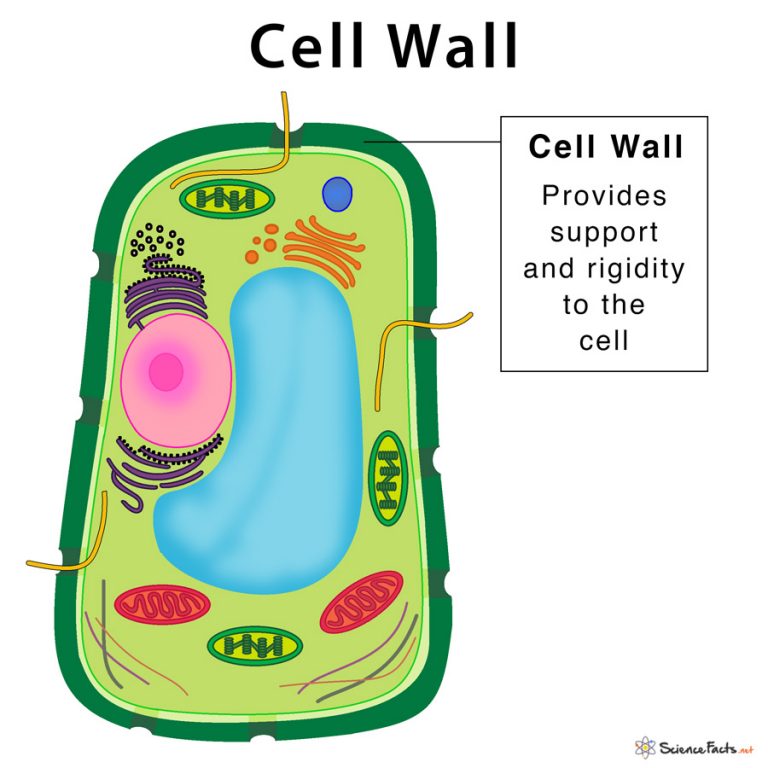 Cell Wall
Cell Wall
Provides
support
and rigidity
to the
cell
ScienceFacts.net